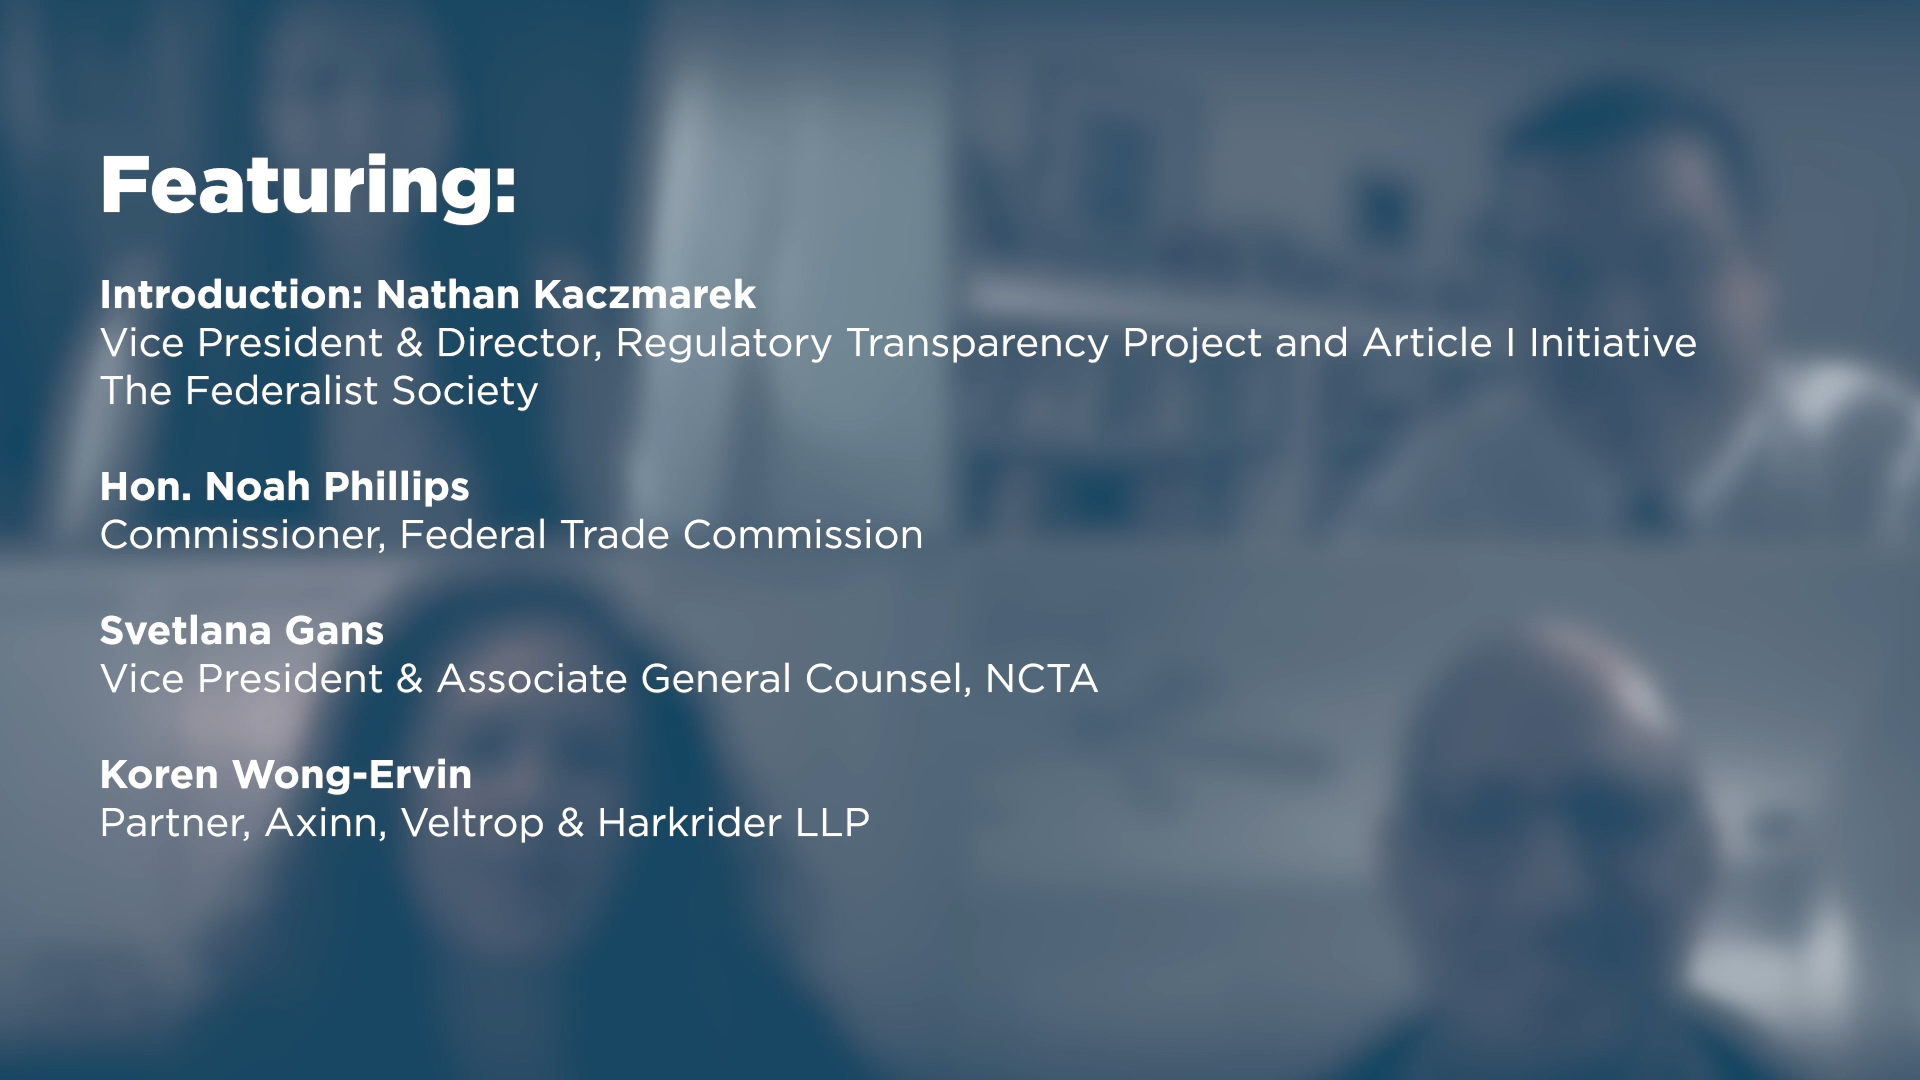 Featuring:
Introduction: Nathan Kaczmarek
Vice President & Director, Regulatory Transparency Project and Article I Initiative
The Federalist Society
Hon. Noah Phillips
Commissioner, Federal Trade Commission
Svetlana Gans
Vice President & Associate General Counsel, NCTA
Koren Wong-Ervin
Partner, Axinn, Veltrop & Harkrider LLP